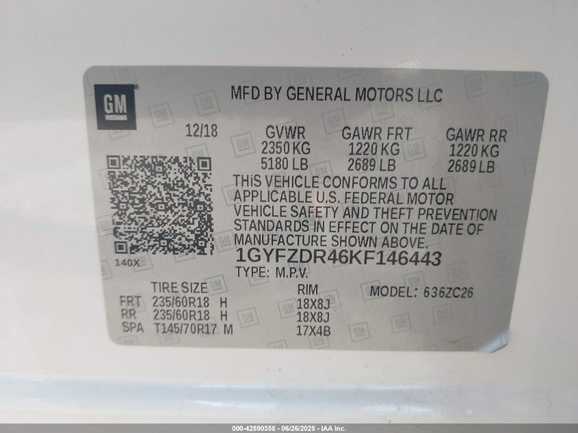 GM
MFD BY GENERAL MOTORS LLC
12/18 GVWR GAWR FRT GAWR RR
2350 KG 1220 KG 1220 KG
5180 LB 2689 LB 2689 LB
THIS VEHICLE CONFORMS TO ALL
APPLICABLE U.S. FEDERAL MOTOR
VEHICLE SAFETY AND THEFT PREVENTION
STANDARDS IN EFFECT ON THE DATE OF
MANUFACTURE SHOWN ABOVE.
140X 1GYFZDR46KF146443
TYPE: M.P.V.
TIRE SIZE RIM MODEL: 636ZC26
FRT 235/60R18 H 18X8J
RR 235/60R18 H 18X8J
SPA T145/70R17 M 17X4B
000-42590358 - 06/26/2025 - IAA Inc.